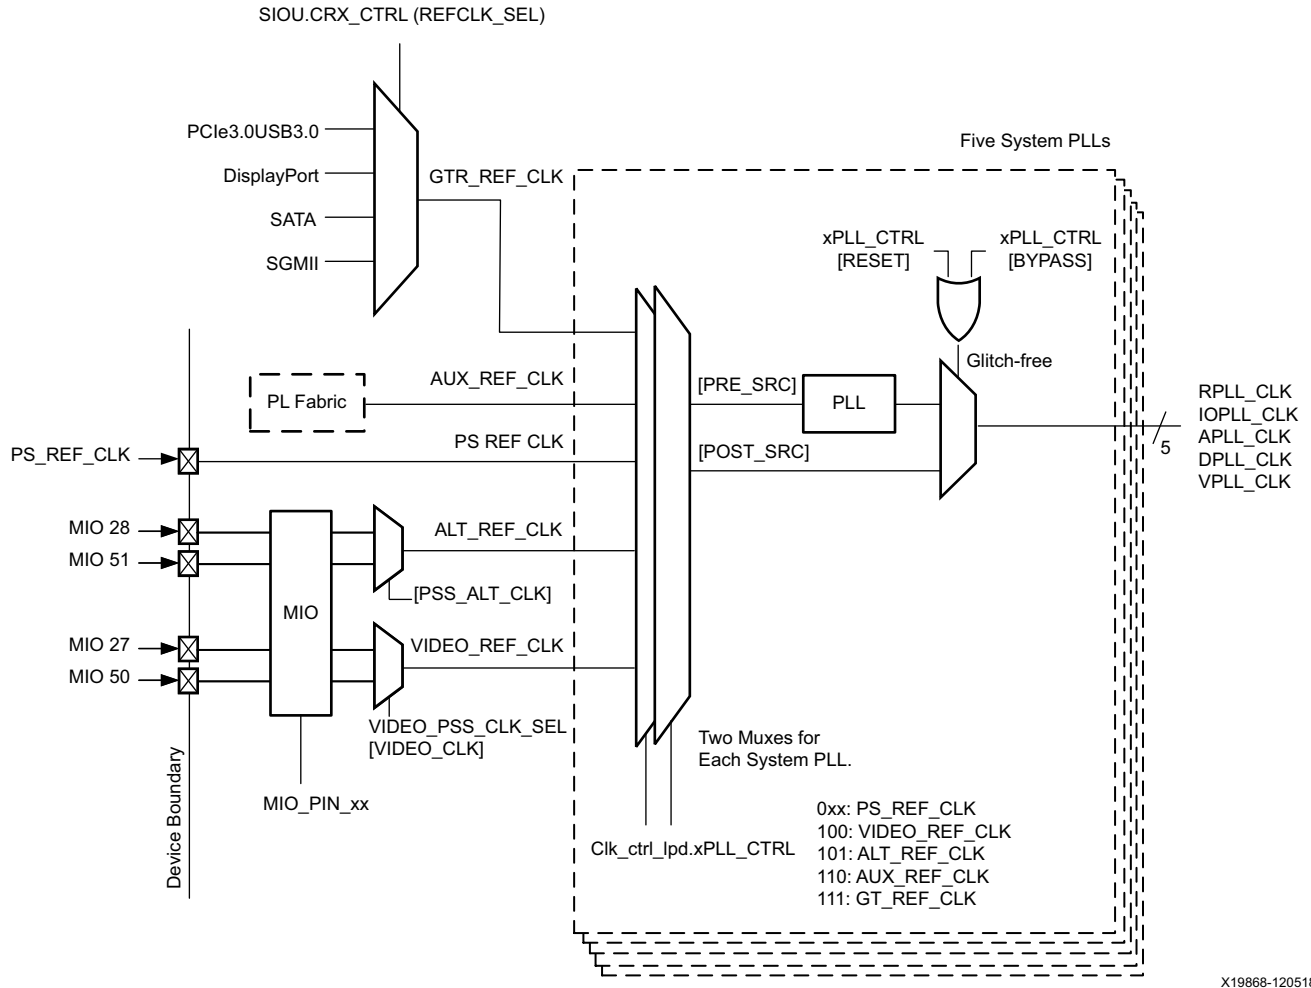 SIOU.CRX_CTRL (REFCLK_SEL)
PCIe3.0USB3.0
DisplayPort
SATA
SGMII
GTR_REF_CLK
Five System PLLs
xPLL_CTRL
[RESET]
xPLL_CTRL
[BYPASS]
Glitch-free
PL Fabric
AUX_REF_CLK
[PRE_SRC]
PLL
RPLL_CLK
IOPLL_CLK
APLL_CLK
DPLL_CLK
VPLL_CLK
5
PS_REF_CLK
PS REF CLK
[POST_SRC]
MIO 28
MIO 51
ALT_REF_CLK
[PSS_ALT_CLK]
MIO
MIO 27
MIO 50
VIDEO_REF_CLK
VIDEO_PSS_CLK_SEL
[VIDEO_CLK]
MIO_PIN_xx
Device Boundary
Two Muxes for
Each System PLL.
Clk_ctrl_lpd.xPLL_CTRL
0xx: PS_REF_CLK
100: VIDEO_REF_CLK
101: ALT_REF_CLK
110: AUX_REF_CLK
111: GT_REF_CLK
X19868-120518